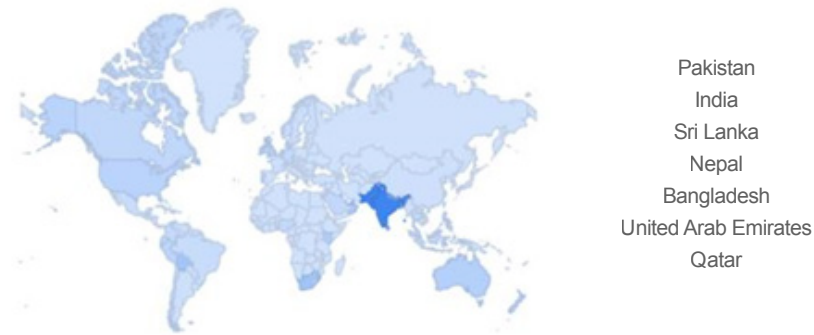 Pakistan
India
Sri Lanka
Nepal
Bangladesh
United Arab Emirates
Qatar